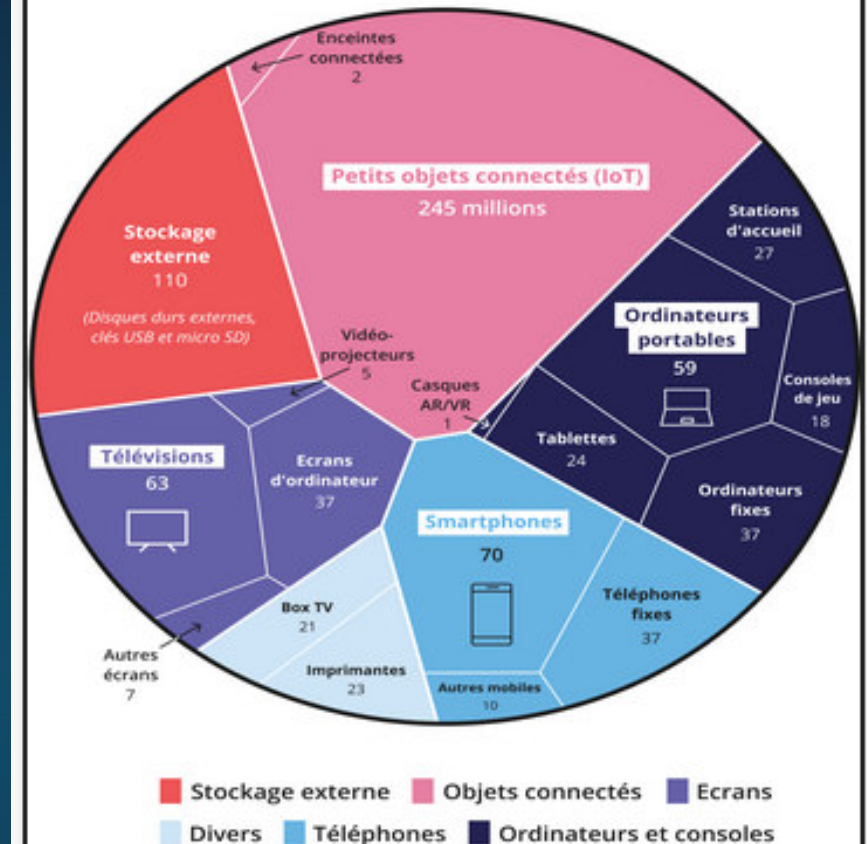 Enceintes
connectées
2
Petits objets connectés (IoT)
245 millions
Stockage
externe
110
(Disques durs externes,
clés USB et micro SD)
Stations
d'accueil
27
Ordinateurs
portables
59
Consoles
de jeu
18
Vidéo-
projecteurs
5
Casques
AR/VR
1
Tablettes
24
Ordinateurs
fixes
37
Télévisions
63
Ecrans
d'ordinateur
37
Smartphones
70
Téléphones
fixes
37
Box TV
21
Imprimantes
23
Autres mobiles
10
Autres
écrans
7
Stockage externe Objets connectés Ecrans
Divers Téléphones Ordinateurs et consoles